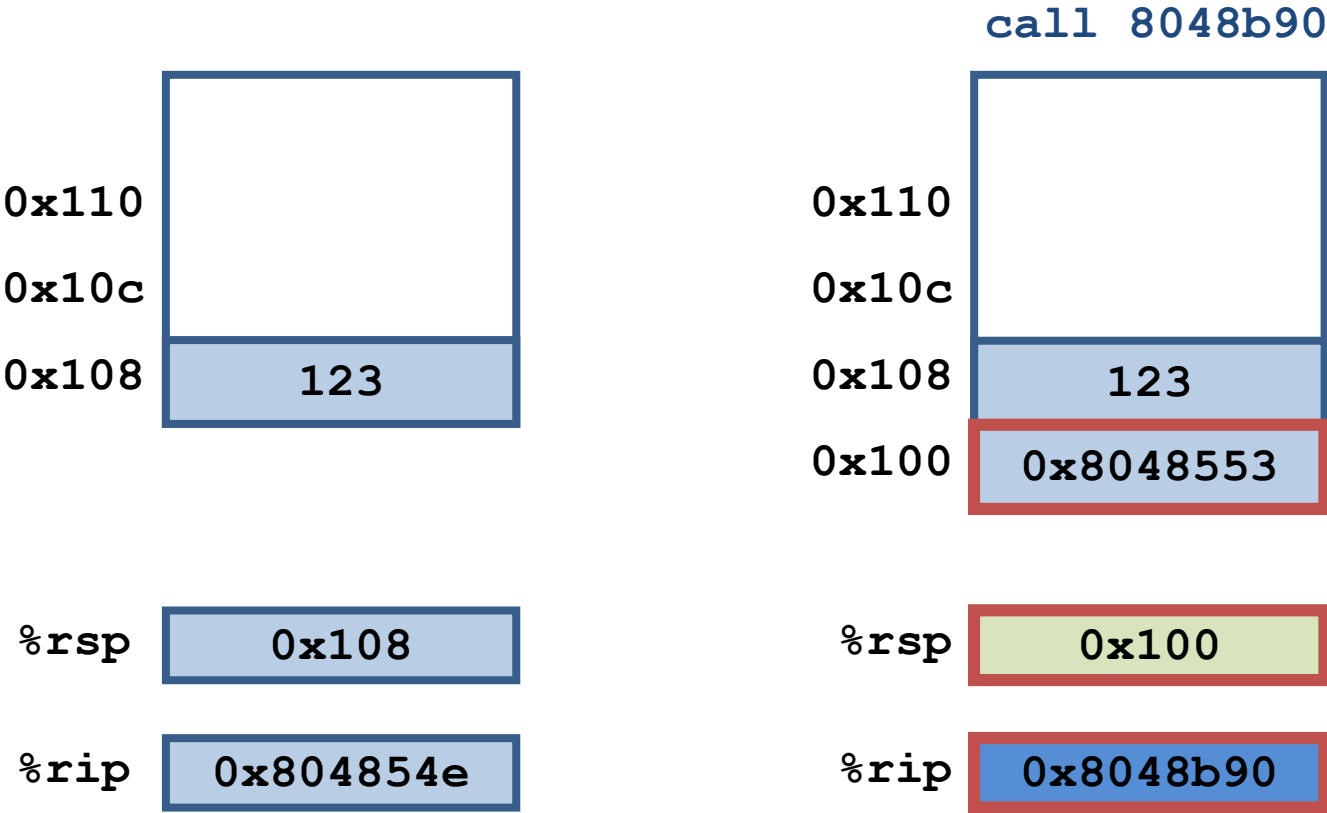 call 8048b90
0x110
0x10c
0x108 123
%rsp 0x108
%rip 0x804854e
0x110
0x10c
0x108 123
0x100 0x8048553
%rsp 0x100
%rip 0x8048b90